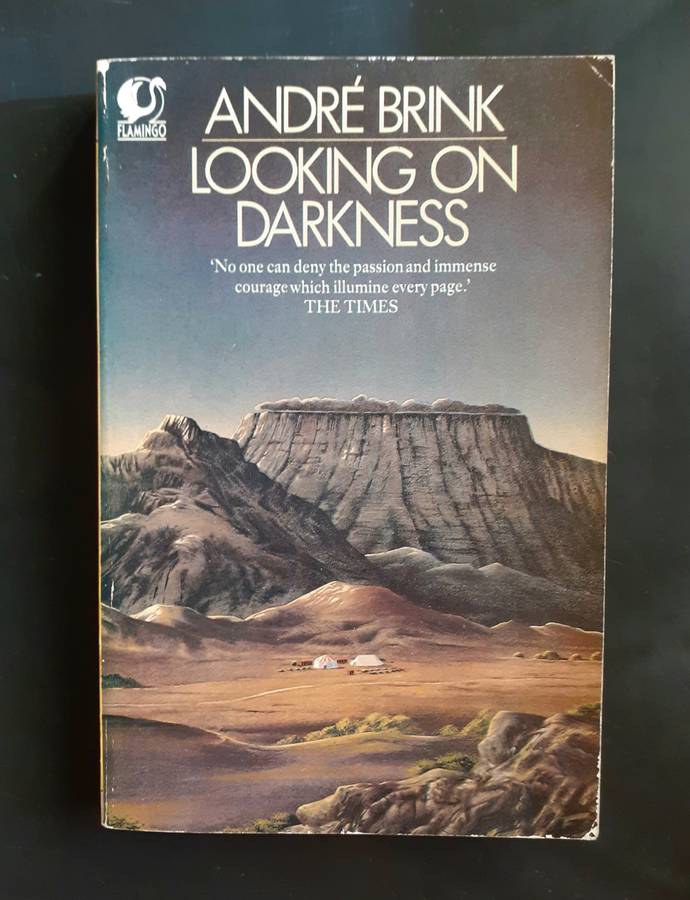 FLAMINGO
ANDRÉ BRINK
LOOKING ON
DARKNESS
‘No one can deny the passion and immense
courage which illumine every page.’
THE TIMES